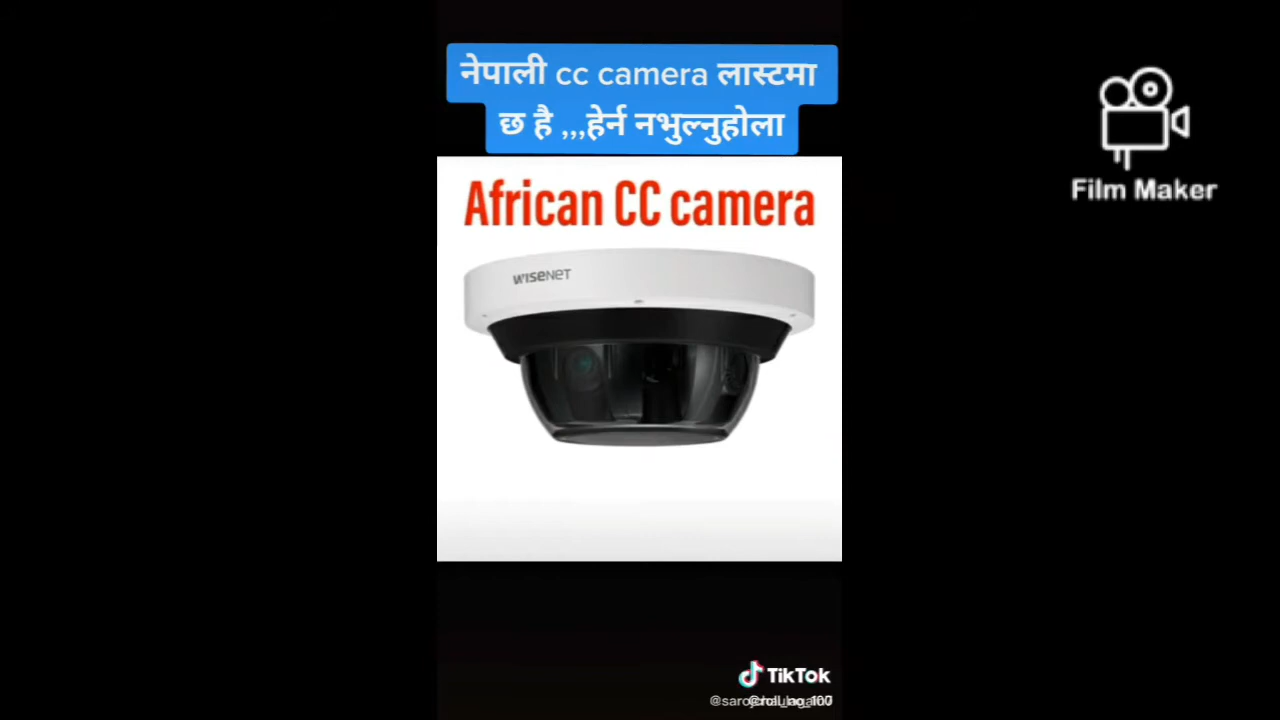 नेपाली cc camera लास्टमा
छ है ,,,हेर्न नभुल्नुहोला
Film Maker
African CC camera
WISENET
TikTok